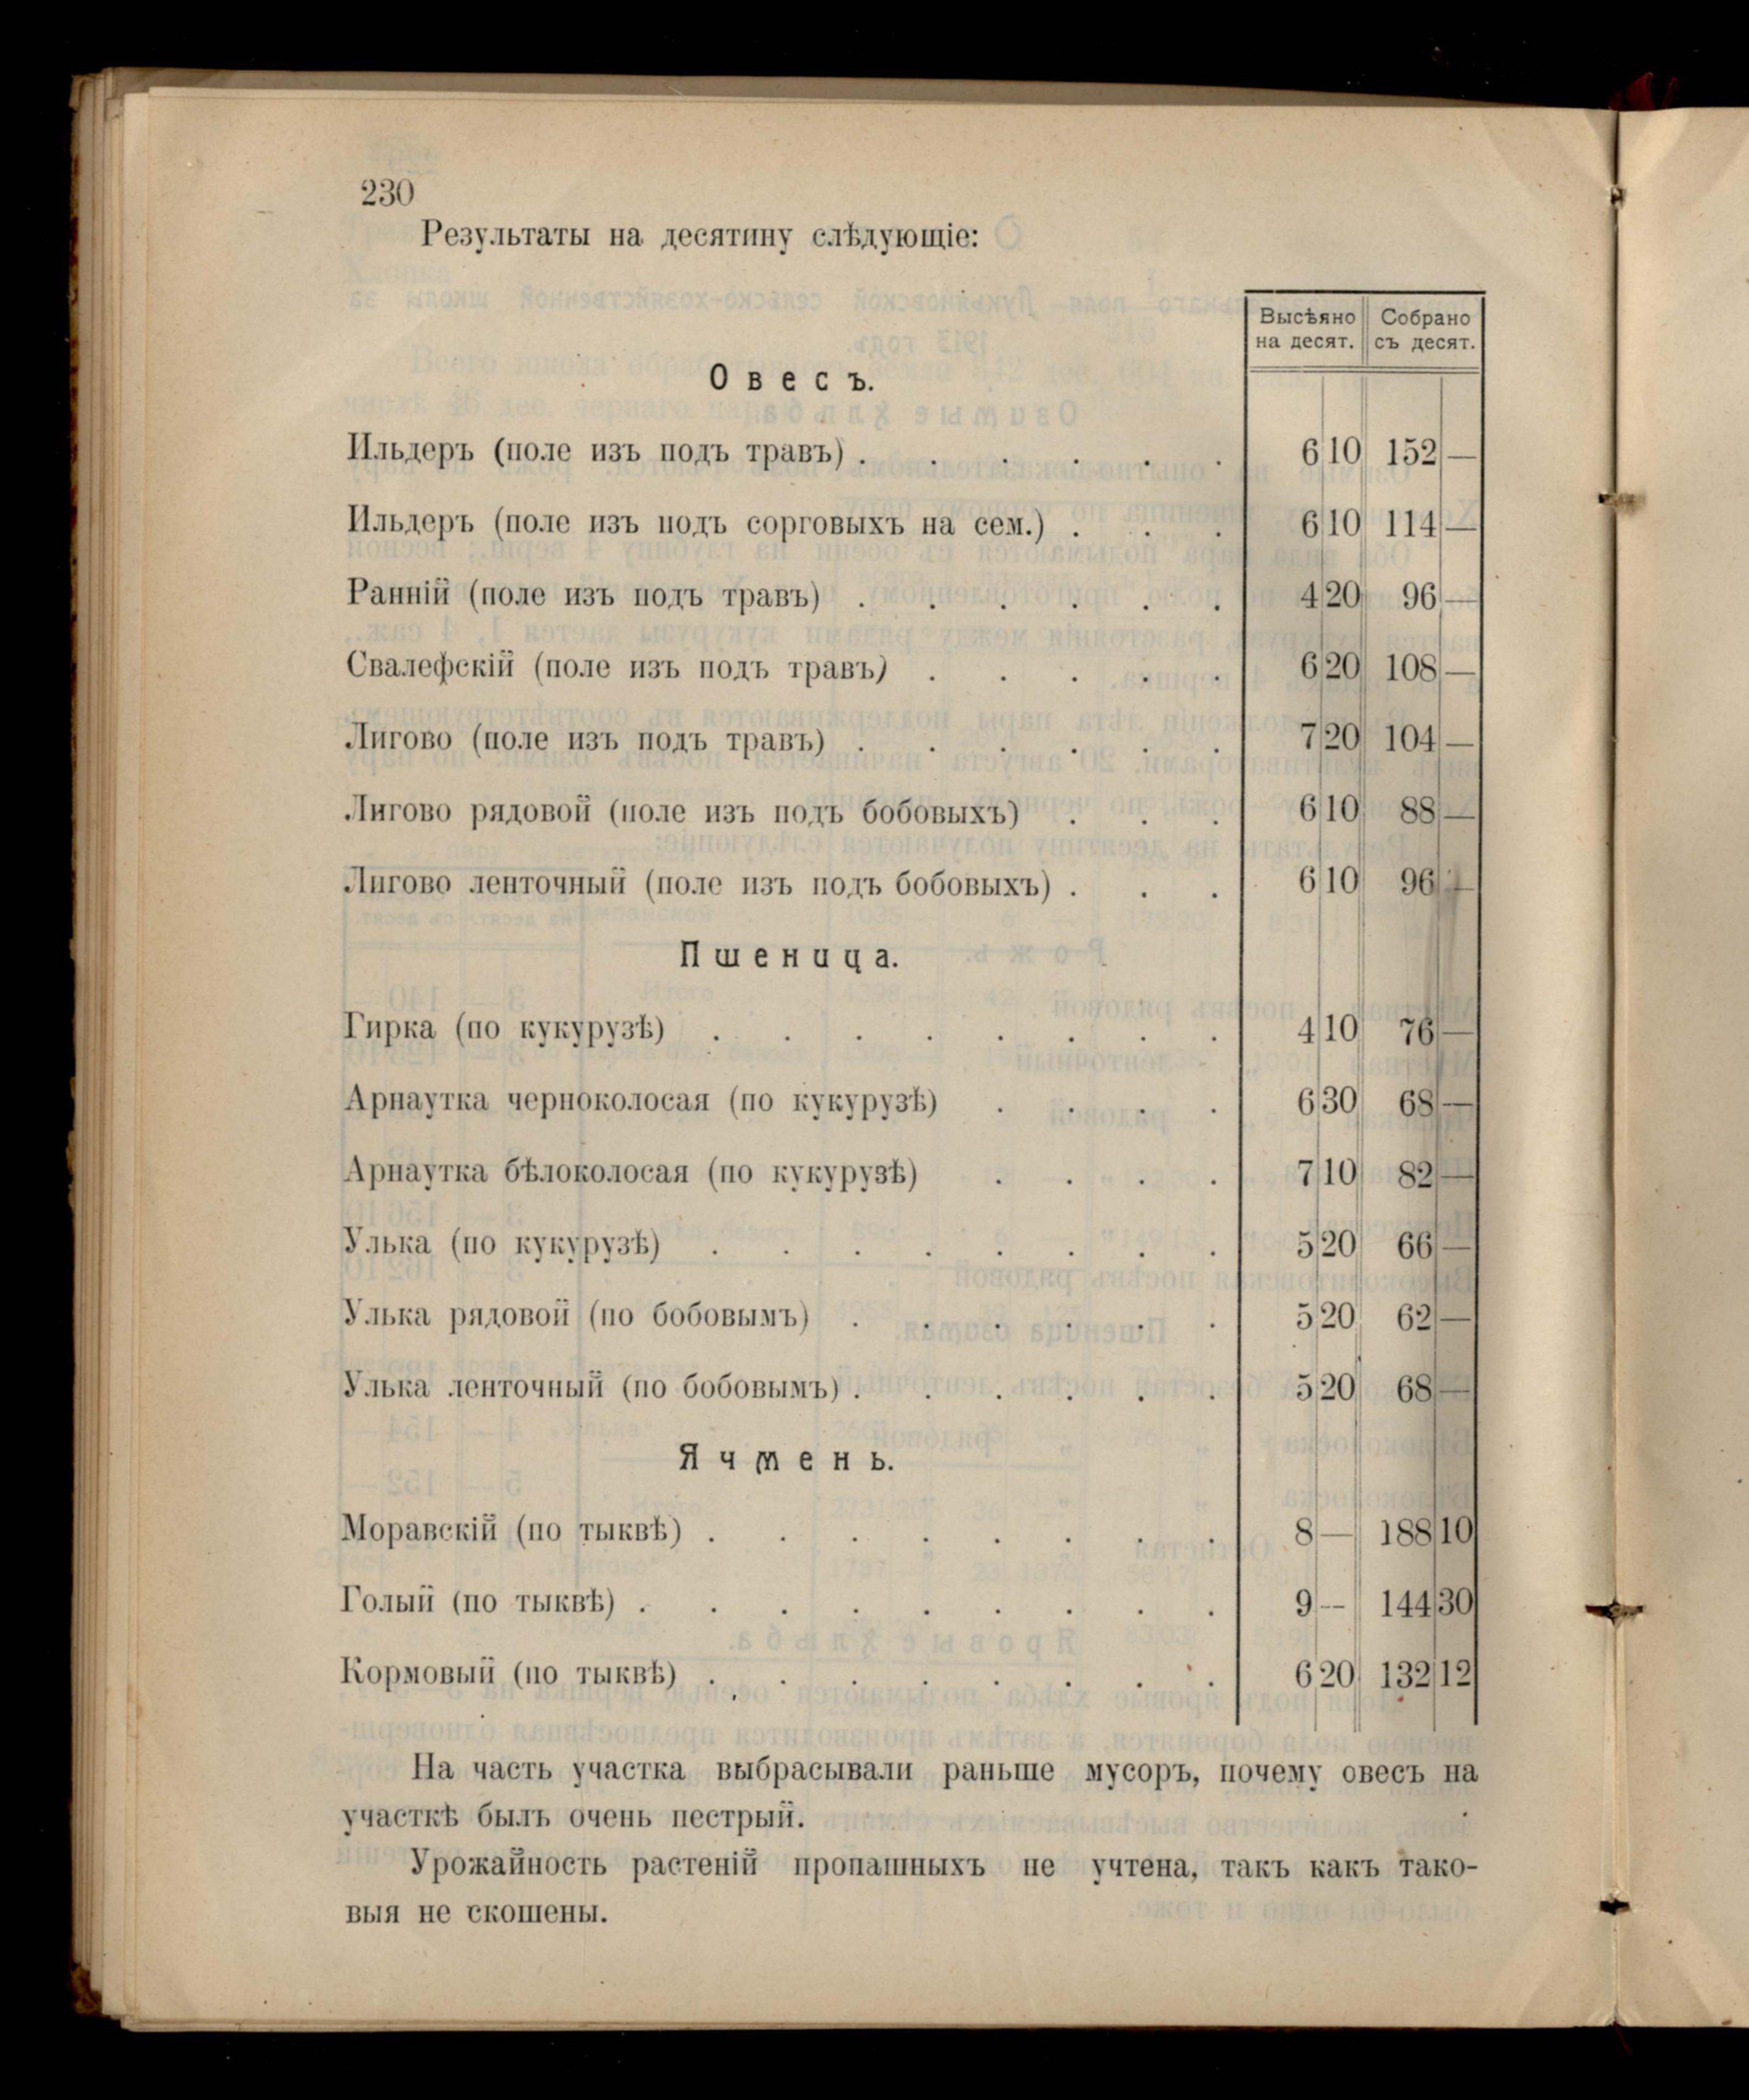 230
Результаты на десятину слѣдующіе:
Высѣяно на десят. Собрано съ десят.
Овесъ.
Ильдеръ (поле изъ подъ травъ) . . . . . . 6 10 152 —
Ильдеръ (поле изъ подъ сорговыхъ на сем.) . . . 6 10 114 —
Ранній (поле изъ подъ травъ) . . . . . . 4 20 96 —
Свалефскій (поле изъ подъ травъ) . . . . . 6 20 108 —
Лигово (поле изъ подъ травъ) . . . . . . 7 20 104 —
Лигово рядовой (поле изъ подъ бобовыхъ) . . . 6 10 88 —
Лигово ленточный (поле изъ подъ бобовыхъ) . . . 6 10 96 —
Пшеница.
Гирка (по кукурузѣ) . . . . . . . . 4 10 76 —
Арнаутка черноколосая (по кукурузѣ) . . . . 6 30 68 —
Арнаутка бѣлоколосая (по кукурузѣ) . . . . 7 10 82 —
Улька (по кукурузѣ) . . . . . . . . 5 20 66 —
Улька рядовой (по бобовымъ) . . . . . . 5 20 62 —
Улька ленточный (по бобовымъ) . . . . . . 5 20 68 —
Ячмень.
Моравскій (по тыквѣ) . . . . . . . . 8 — 188 10
Голый (по тыквѣ) . . . . . . . . . 9 — 144 30
Кормовый (по тыквѣ) . . . . . . . . 6 20 132 12
На часть участка выбрасывали раньше мусоръ, почему овесъ на
участкѣ былъ очень пестрый.
Урожайность растеній пропашныхъ не учтена, такъ какъ тако-
выя не скошены.